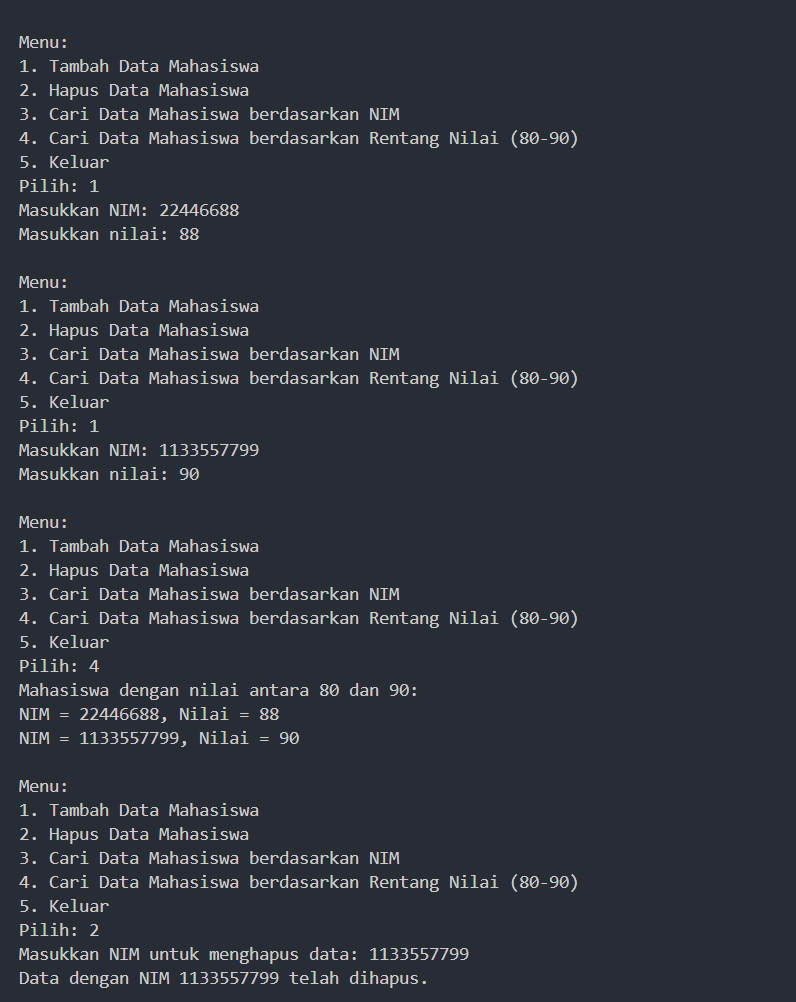 Menu:
1. Tambah Data Mahasiswa
2. Hapus Data Mahasiswa
3. Cari Data Mahasiswa berdasarkan NIM
4. Cari Data Mahasiswa berdasarkan Rentang Nilai (80-90)
5. Keluar
Pilih: 1
Masukkan NIM: 22446688
Masukkan nilai: 88

Menu:
1. Tambah Data Mahasiswa
2. Hapus Data Mahasiswa
3. Cari Data Mahasiswa berdasarkan NIM
4. Cari Data Mahasiswa berdasarkan Rentang Nilai (80-90)
5. Keluar
Pilih: 1
Masukkan NIM: 1133557799
Masukkan nilai: 90

Menu:
1. Tambah Data Mahasiswa
2. Hapus Data Mahasiswa
3. Cari Data Mahasiswa berdasarkan NIM
4. Cari Data Mahasiswa berdasarkan Rentang Nilai (80-90)
5. Keluar
Pilih: 4
Mahasiswa dengan nilai antara 80 dan 90:
NIM = 22446688, Nilai = 88
NIM = 1133557799, Nilai = 90

Menu:
1. Tambah Data Mahasiswa
2. Hapus Data Mahasiswa
3. Cari Data Mahasiswa berdasarkan NIM
4. Cari Data Mahasiswa berdasarkan Rentang Nilai (80-90)
5. Keluar
Pilih: 2
Masukkan NIM untuk menghapus data: 1133557799
Data dengan NIM 1133557799 telah dihapus.